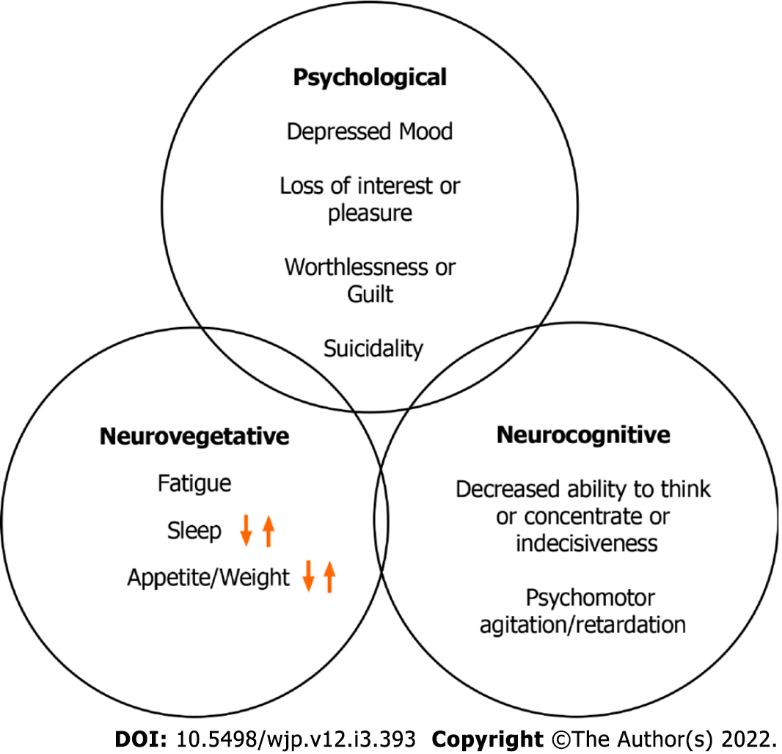 Psychological
Depressed Mood
Loss of interest or
pleasure
Worthlessness or
Guilt
Suicidality
Neurovegetative
Fatigue
Sleep ↓↑
Appetite/Weight ↓↑
Neurocognitive
Decreased ability to think
or concentrate or
indecisiveness
Psychomotor
agitation/retardation
DOI: 10.5498/wjp.v12.i3.393 Copyright ©The Author(s) 2022.